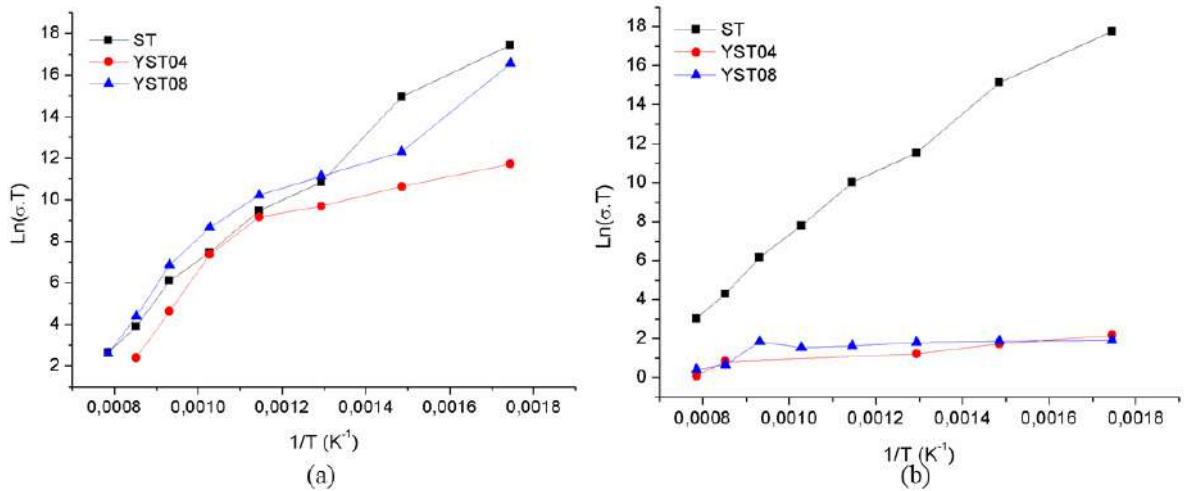 18
16
14
12
10
8
6
4
2
Ln(σ.T)
ST
YST04
YST08
0,0008 0,0010 0,0012 0,0014 0,0016 0,0018
1/T (K⁻¹)
(a)
18
16
14
12
10
8
6
4
2
0
Ln(σ.T)
ST
YST04
YST08
0,0008 0,0010 0,0012 0,0014 0,0016 0,0018
1/T (K⁻¹)
(b)